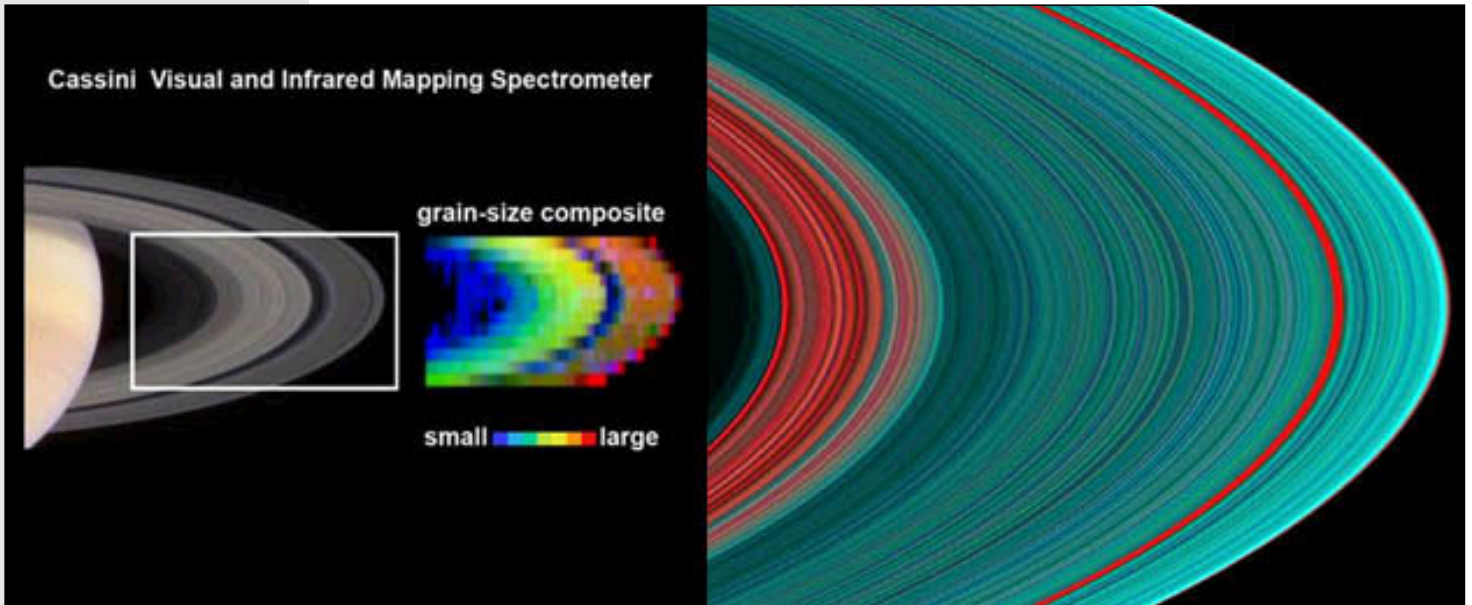 Cassini Visual and Infrared Mapping Spectrometer
grain-size composite
small large